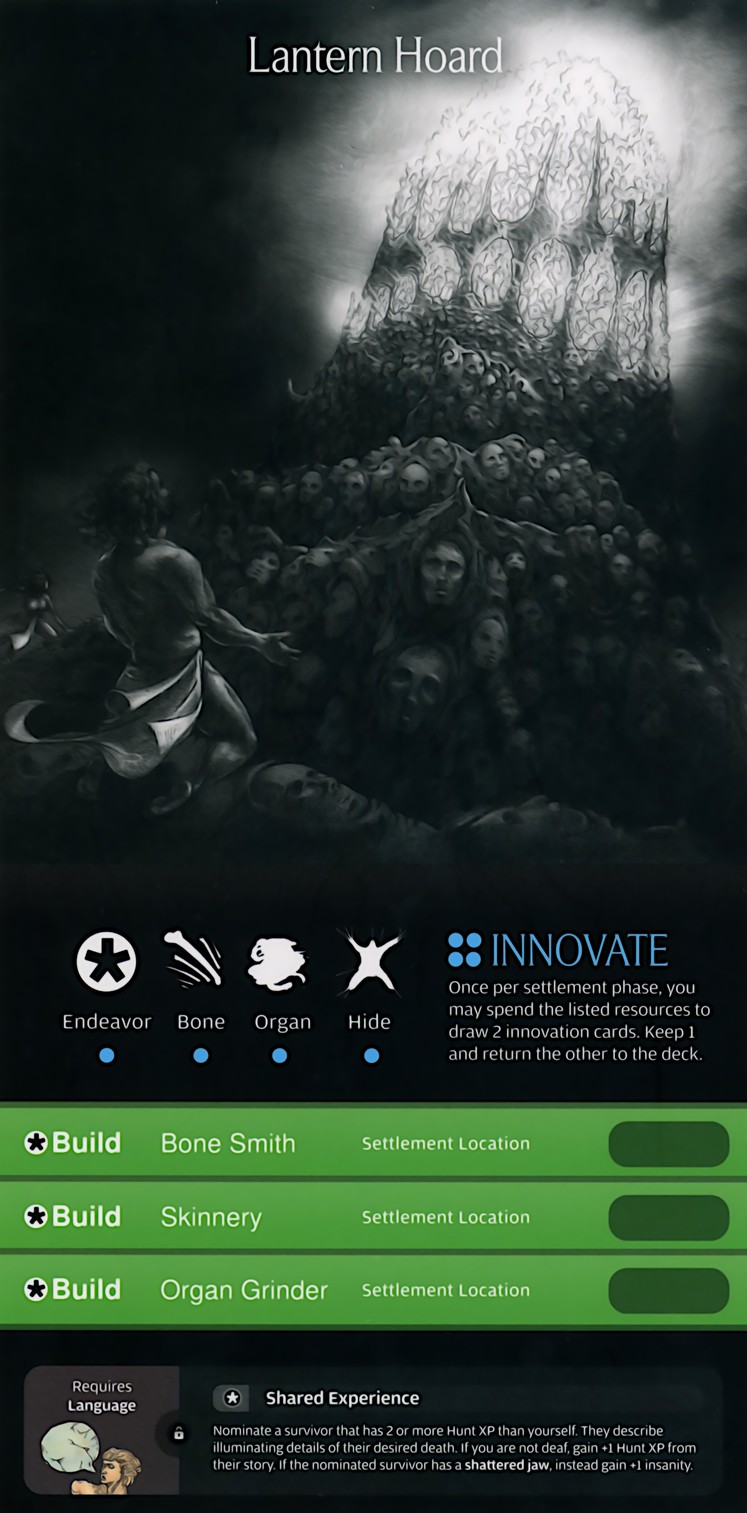 Lantern Hoard
Endeavor Bone Organ Hide
INNOVATE
Once per settlement phase, you
may spend the listed resources to
draw 2 innovation cards. Keep 1
and return the other to the deck.
Build Bone Smith Settlement Location
Build Skinnery Settlement Location
Build Organ Grinder Settlement Location
Requires
Language
Shared Experience
Nominate a survivor that has 2 or more Hunt XP than yourself. They describe
illuminating details of their desired death. If you are not deaf, gain +1 Hunt XP from
their story. If the nominated survivor has a shattered jaw, instead gain +1 insanity.